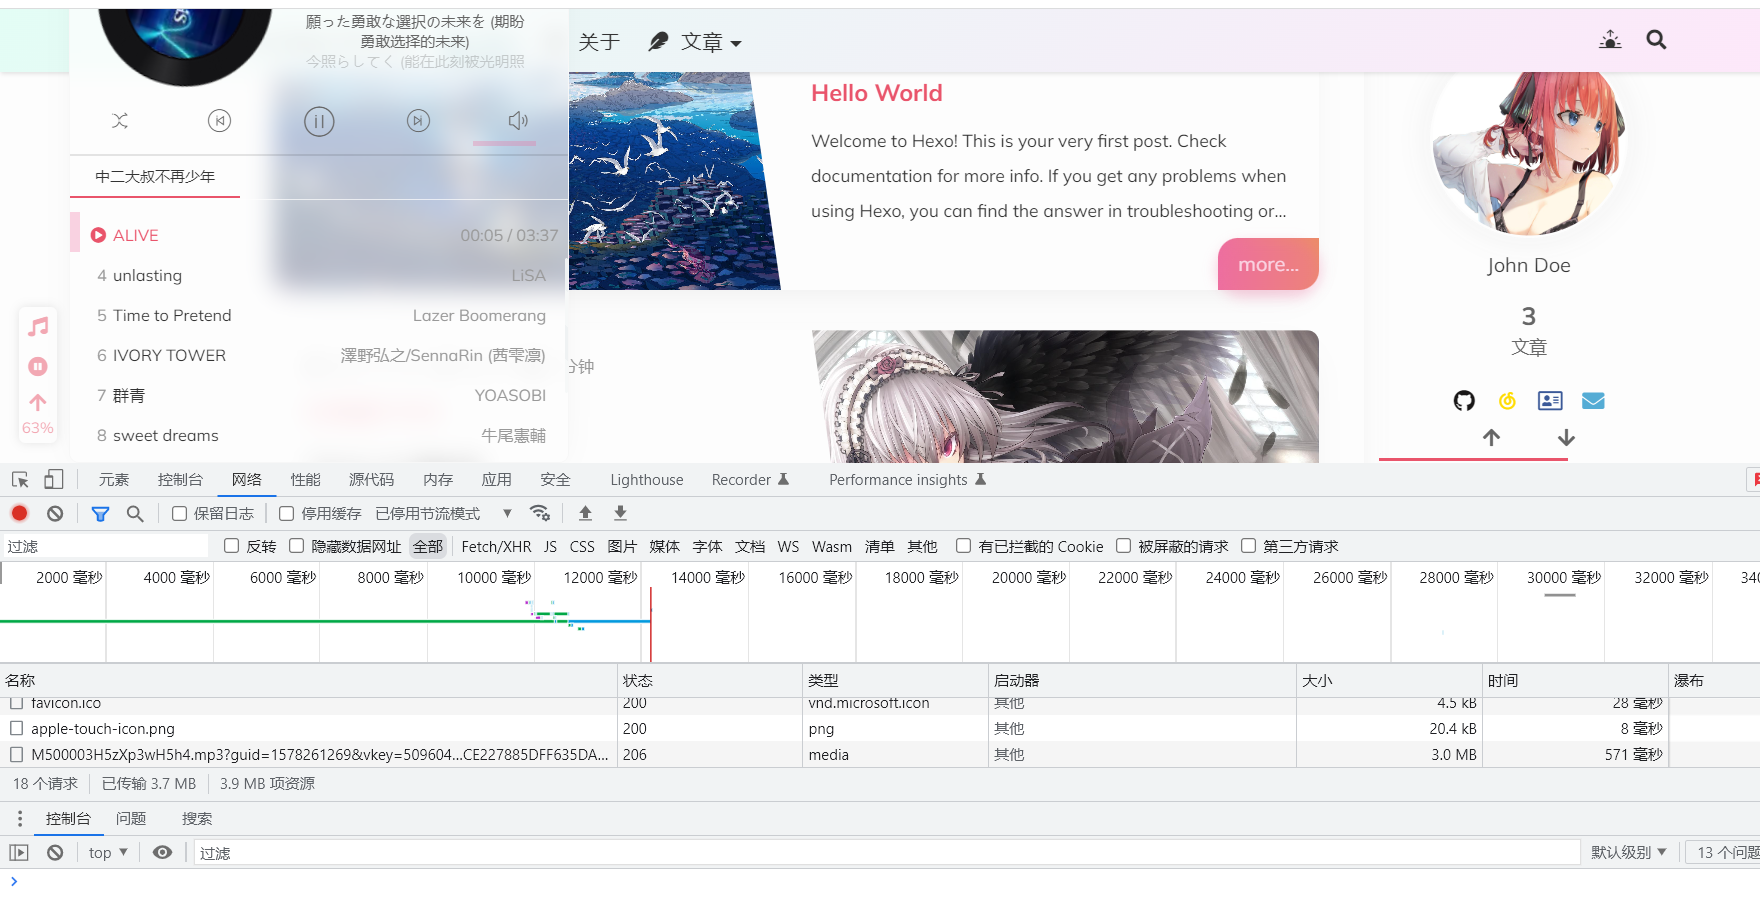 願った勇敢な選択の未来を (期盼
勇敢选择的未来)
今照らしてく (能在此刻被光明照
关于
文章
中二大叔不再少年
ALIVE 00:05 / 03:37
4 unlasting LiSA
5 Time to Pretend Lazer Boomerang
6 IVORY TOWER 澤野弘之/SennaRin (茜雫凛)
7 群青 YOASOBI
8 sweet dreams 牛尾憲輔
63%
Hello World
Welcome to Hexo! This is your very first post. Check
documentation for more info. If you get any problems when
using Hexo, you can find the answer in troubleshooting or...
more...
分钟
John Doe
3
文章
元素 控制台 网络 性能 源代码 内存 应用 安全 Lighthouse Recorder Performance insights
保留日志 停用缓存 已停用节流模式
过滤 反转 隐藏数据网址 全部 Fetch/XHR JS CSS 图片 媒体 字体 文档 WS Wasm 清单 其他 有已拦截的 Cookie 被屏蔽的请求 第三方请求
2000 毫秒 4000 毫秒 6000 毫秒 8000 毫秒 10000 毫秒 12000 毫秒 14000 毫秒 16000 毫秒 18000 毫秒 20000 毫秒 22000 毫秒 24000 毫秒 26000 毫秒 28000 毫秒 30000 毫秒 32000 毫秒 340
名称 状态 类型 启动器 大小 时间 瀑布
favicon.ico 200 vnd.microsoft.icon 其他 4.5 kB 28 毫秒
apple-touch-icon.png 200 png 其他 20.4 kB 8 毫秒
M500003H5zXp3wH5h4.mp3?guid=1578261269&vkey=509604...CE227885DFF635DA... 206 media 其他 3.0 MB 571 毫秒
18 个请求 已传输 3.7 MB 3.9 MB 项资源
控制台 问题 搜索
top 过滤 默认级别 13 个问题